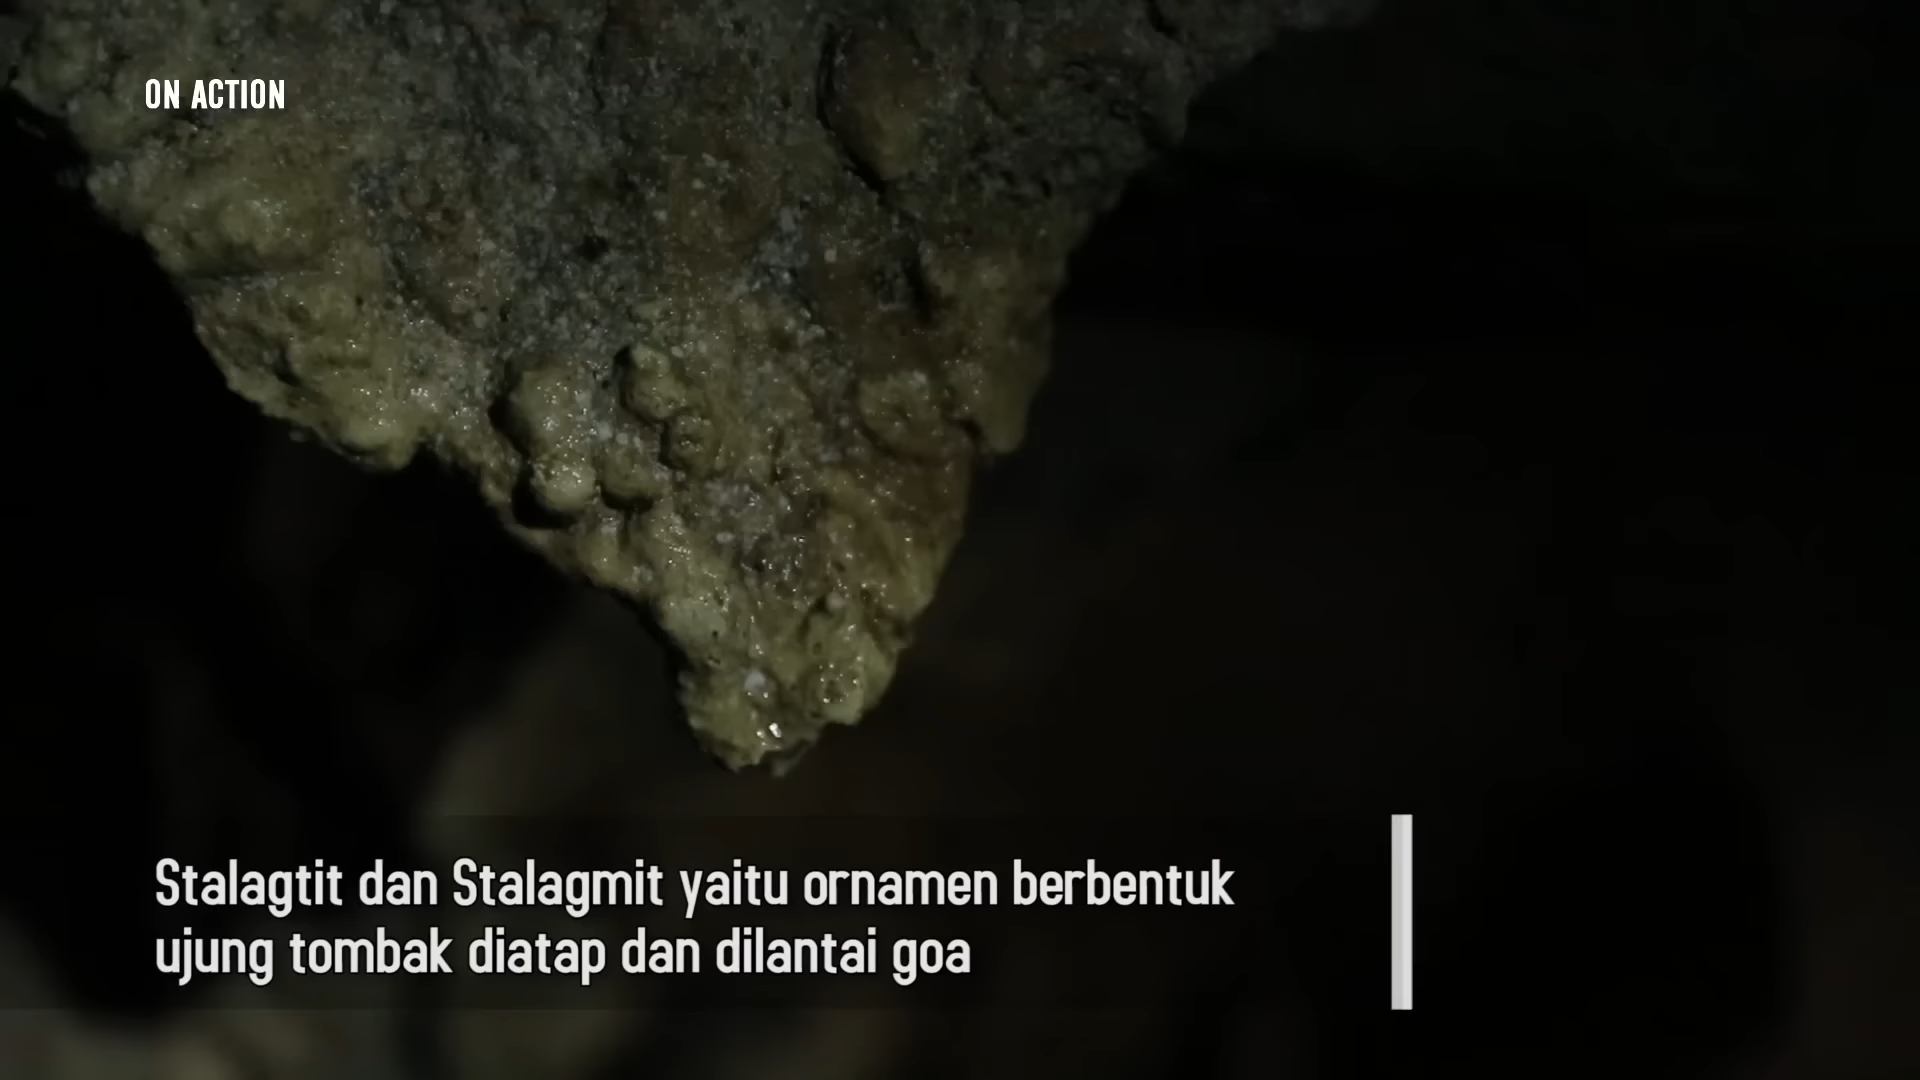 ON ACTION
Stalagtit dan Stalagmit yaitu ornamen berbentuk
ujung tombak diatap dan dilantai goa